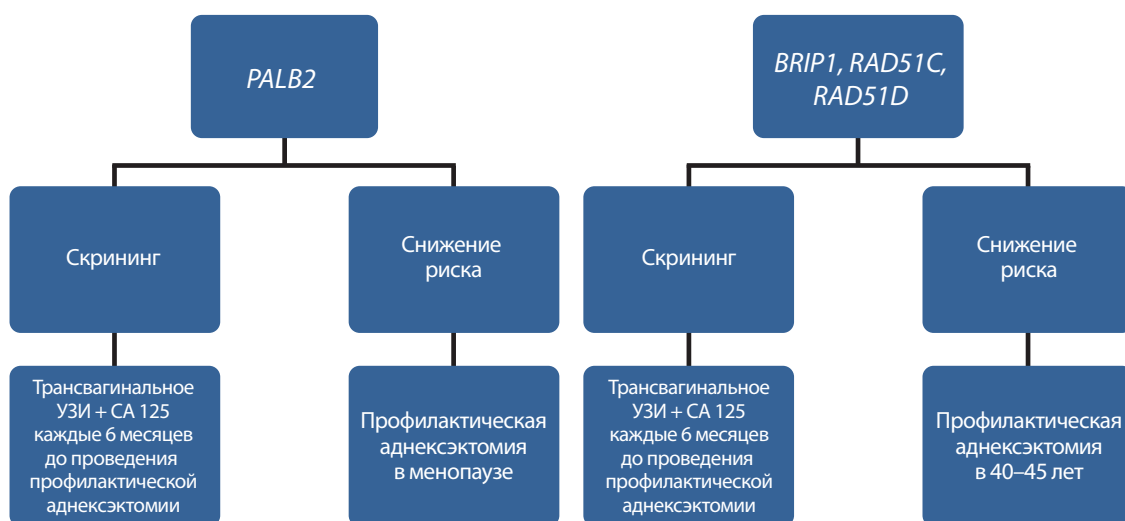 PALB2
BRIP1, RAD51C,
RAD51D
Скрининг
Снижение
риска
Скрининг
Снижение
риска
Трансвагинальное
УЗИ + СА 125
каждые 6 месяцев
до проведения
профилактической
аднексэктомии
Профилактическая
аднексэктомия
в менопаузе
Трансвагинальное
УЗИ + СА 125
каждые 6 месяцев
до проведения
профилактической
аднексэктомии
Профилактическая
аднексэктомия
в 40–45 лет